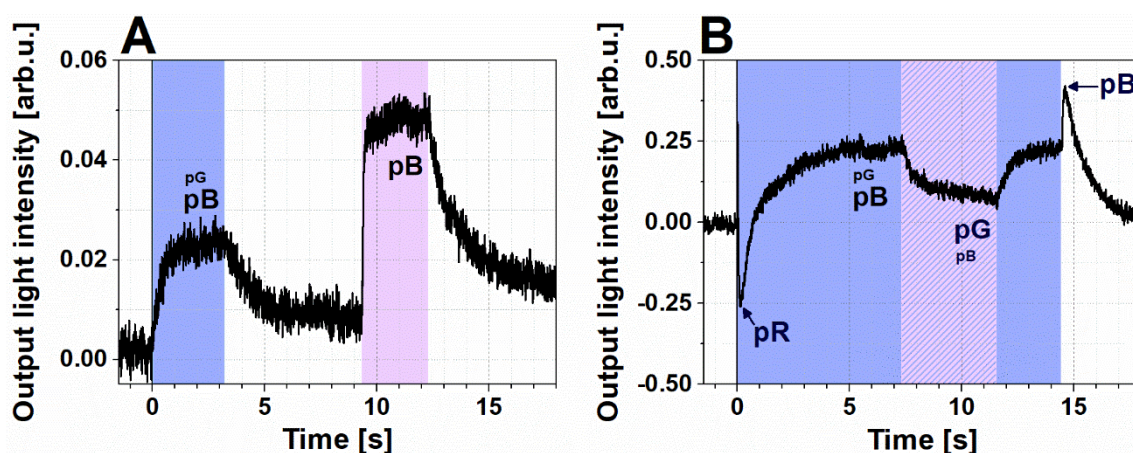 A
Output light intensity [arb.u.]
0.06
0.04
0.02
0.00
pG
pB
pB
0
5
10
15
Time [s]
B
Output light intensity [arb.u.]
0.50
0.25
0.00
-0.25
-0.50
pB
pG
pB
pG
pB
pR
0
5
10
15
Time [s]